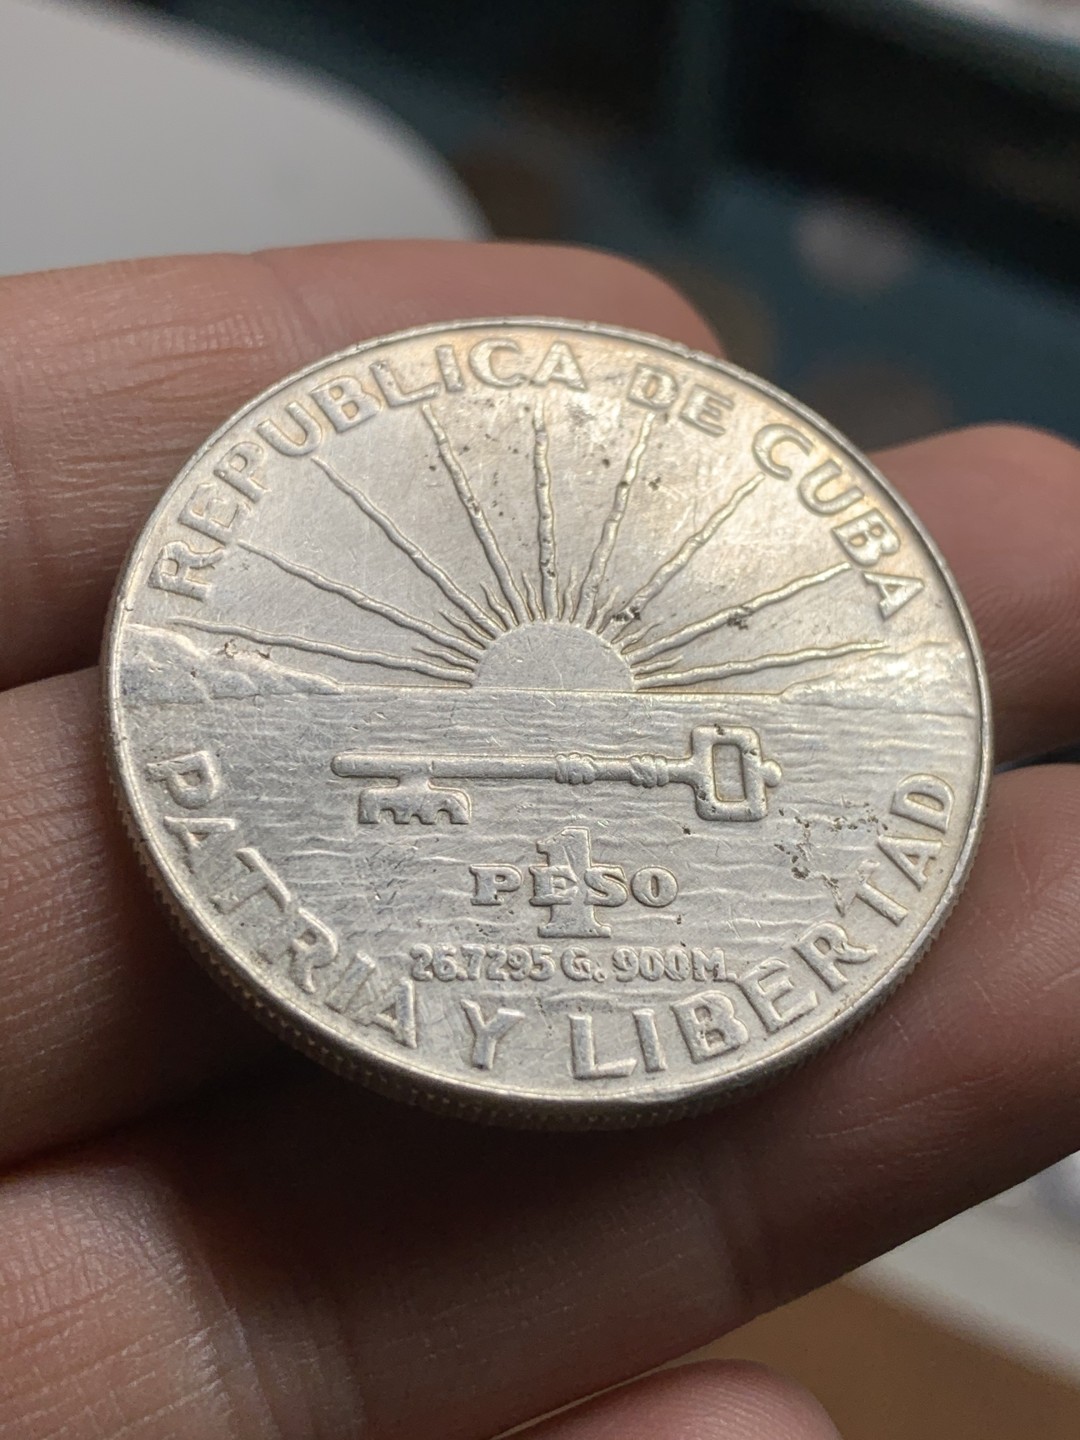 REPUBLICA DE CUBA
1
PESO
26.7295 G. 900M.
PATRIA Y LIBERTAD